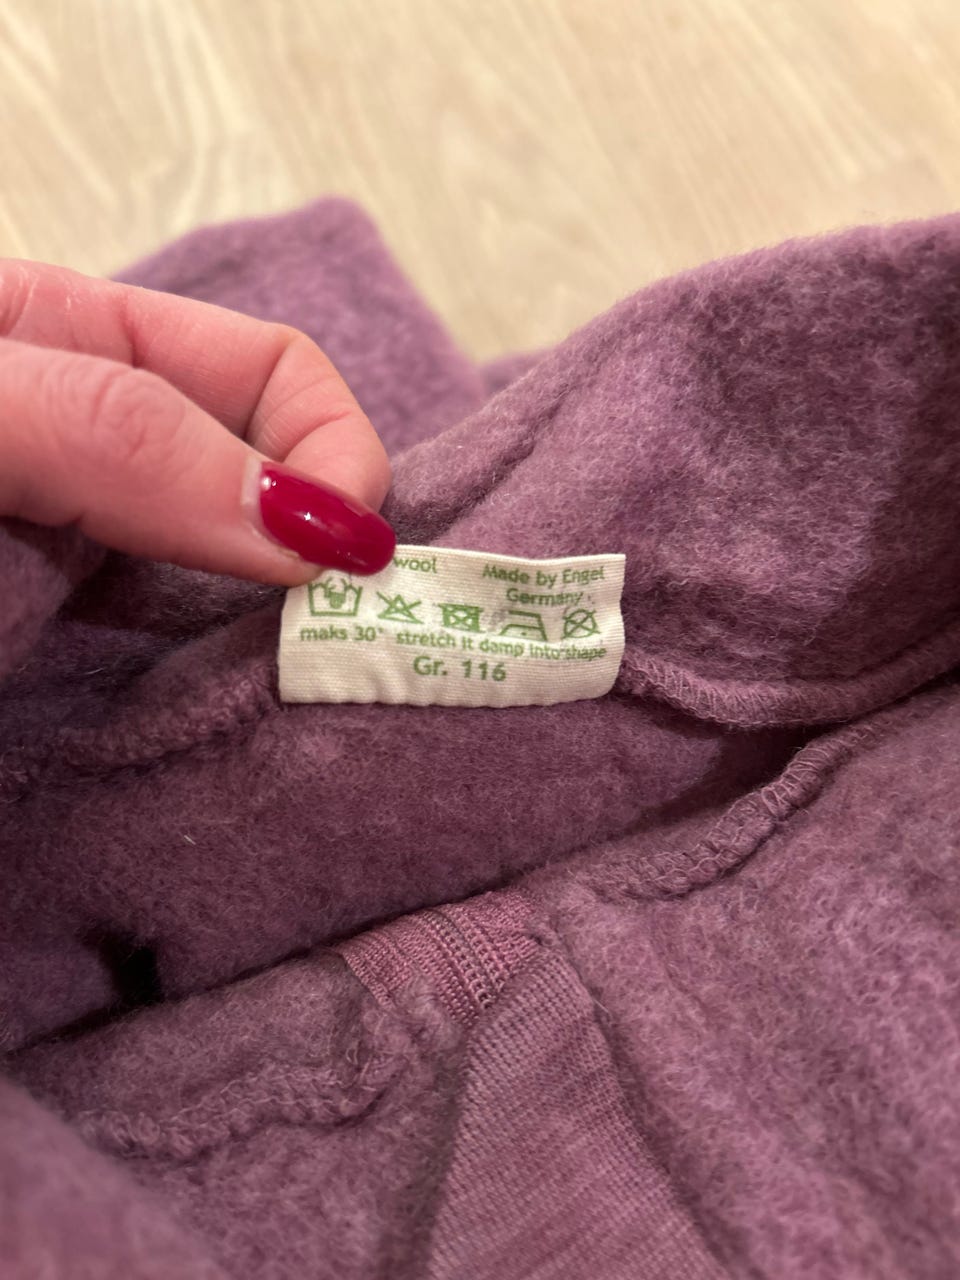 wool Made by Engel
Germany
maks 30° stretch it damp into shape
Gr. 116